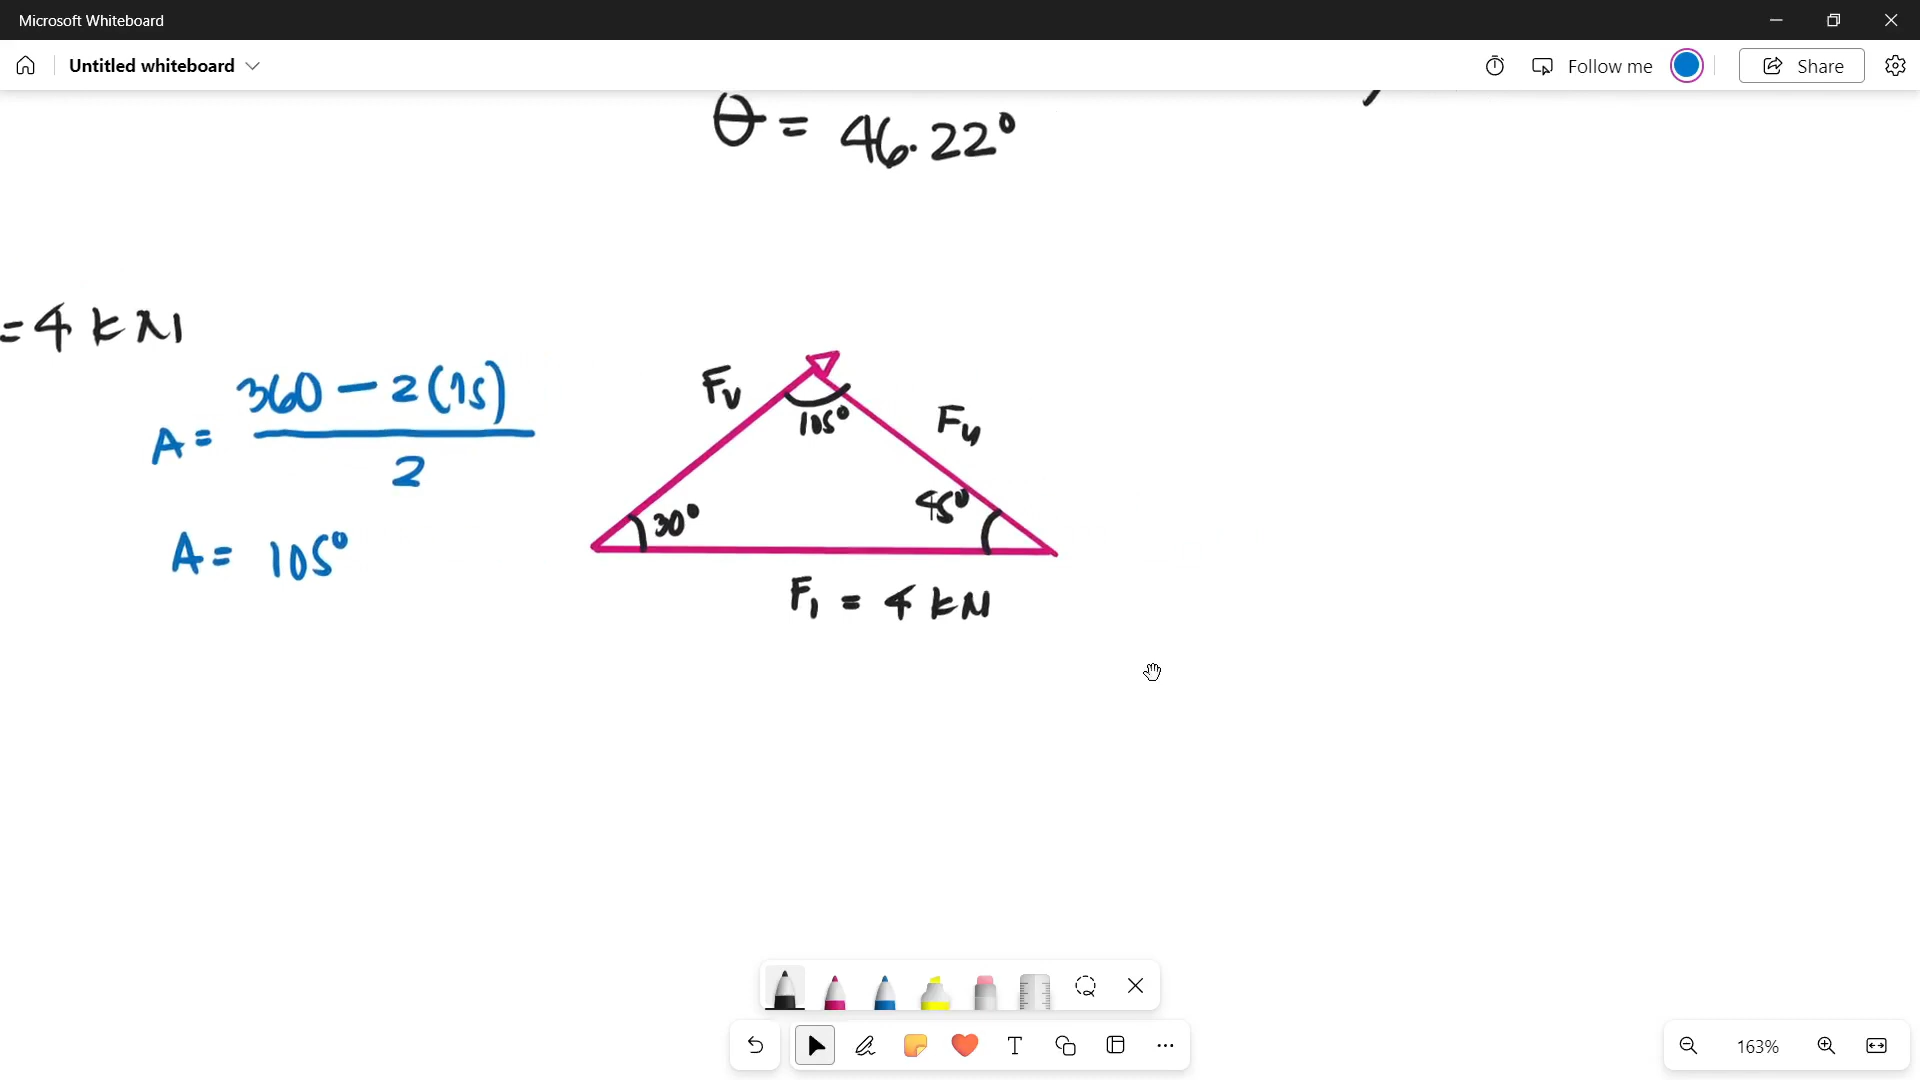 Microsoft Whiteboard
Untitled whiteboard
Follow me
Share
θ = 46.22°
= 4 kN
A = 360 - 2(75) / 2
A = 105°
Fv
105°
Fu
30°
45°
F1 = 4 kN
163%